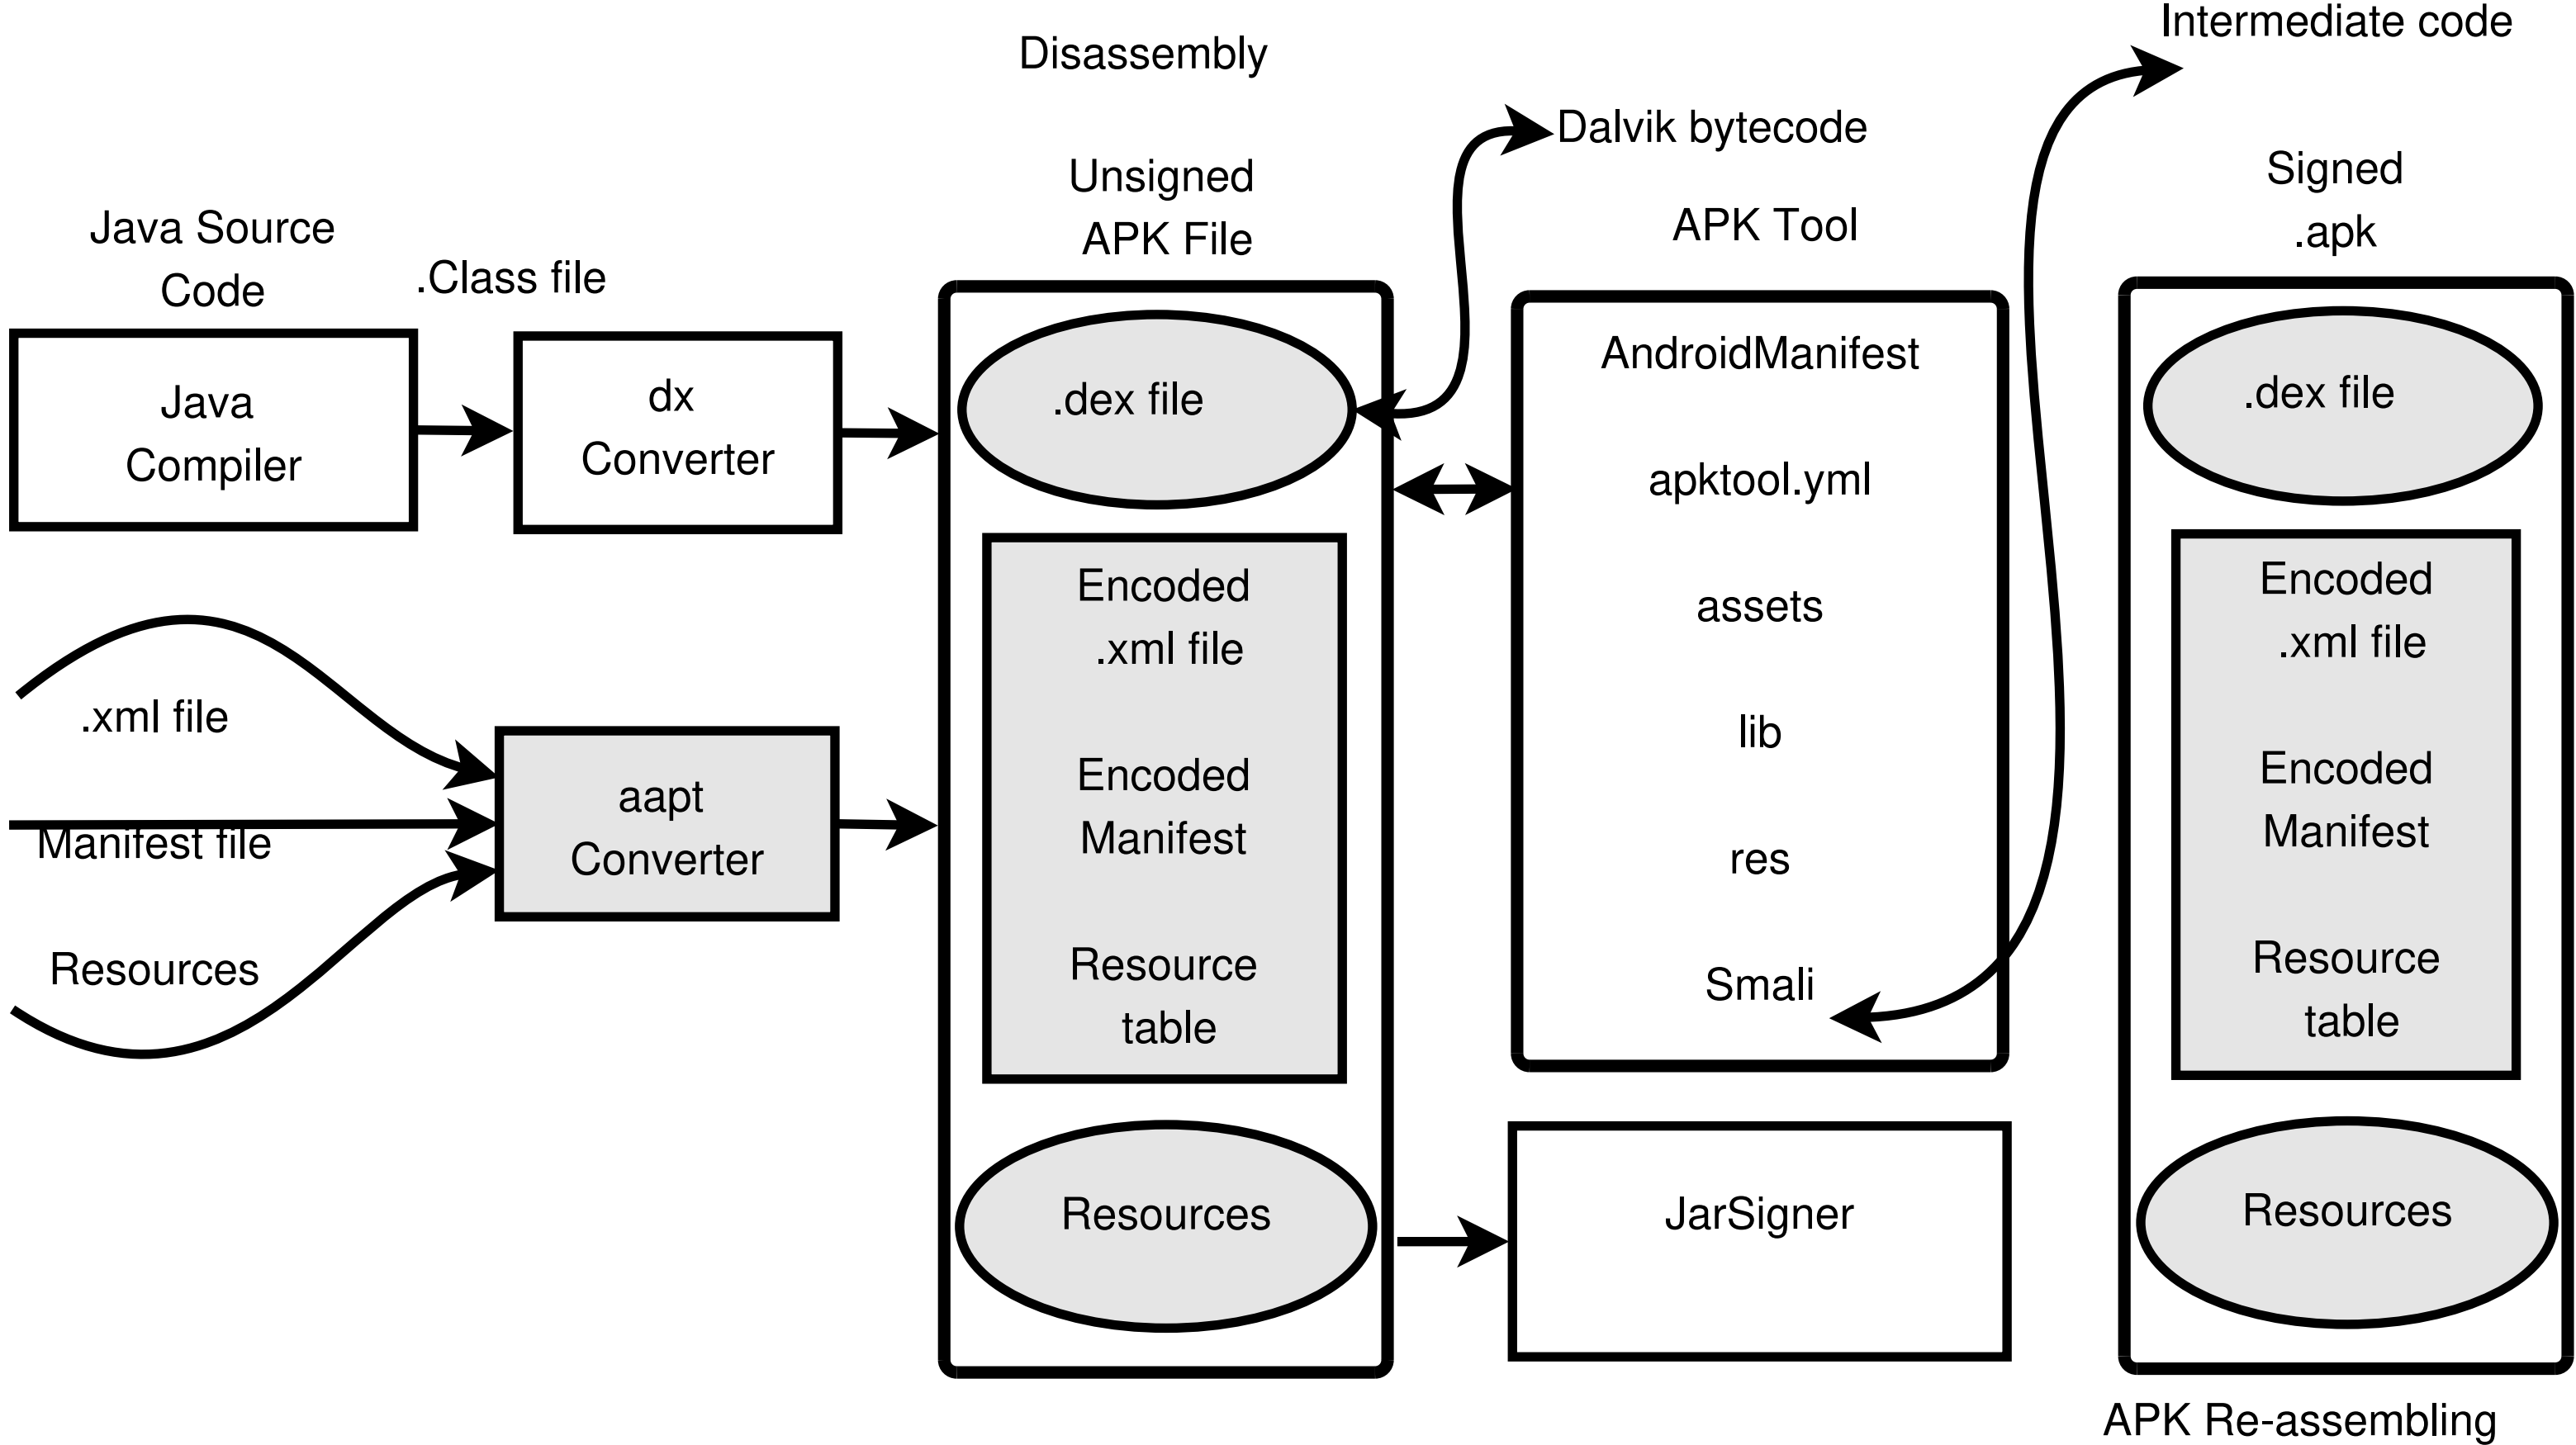 Java Source
Code
Java
Compiler
.Class file
dx
Converter
.xml file
Manifest file
Resources
aapt
Converter
Disassembly
Unsigned
APK File
.dex file
Encoded
.xml file
Encoded
Manifest
Resource
table
Resources
Dalvik bytecode
APK Tool
AndroidManifest
apktool.yml
assets
lib
res
Smali
JarSigner
Intermediate code
Signed
.apk
.dex file
Encoded
.xml file
Encoded
Manifest
Resource
table
Resources
APK Re-assembling